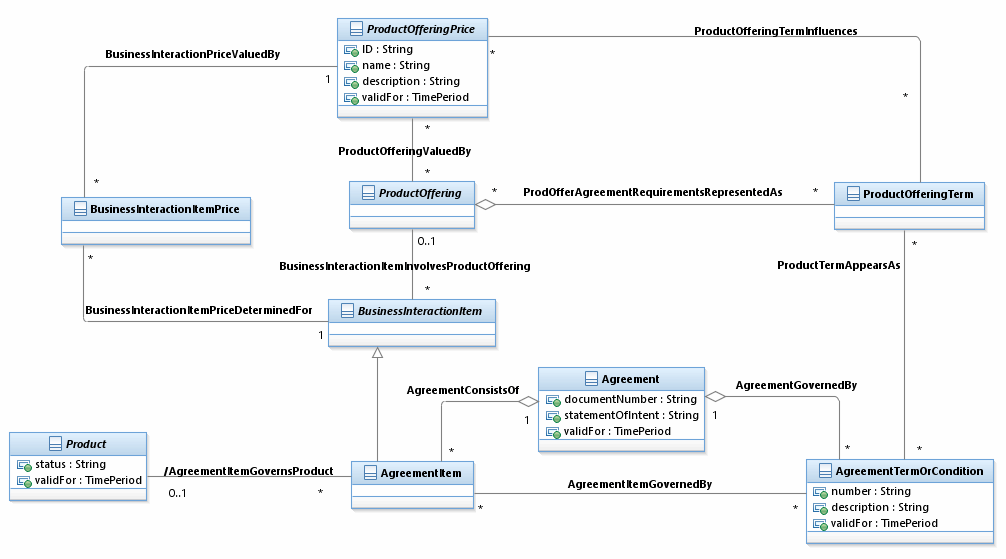 ProductOfferingPrice
ID : String
name : String
description : String
validFor : TimePeriod
ProductOfferingTermInfluences
BusinessInteractionPriceValuedBy
*
1
*
*
ProductOfferingValuedBy
*
*
ProductOffering
*
ProdOfferAgreementRequirementsRepresentedAs
*
ProductOfferingTerm
BusinessInteractionItemPrice
0..1
*
*
BusinessInteractionItemInvolvesProductOffering
ProductTermAppearsAs
*
BusinessInteractionItemPriceDeterminedFor
BusinessInteractionItem
1
Agreement
documentNumber : String
statementOfIntent : String
validFor : TimePeriod
AgreementConsistsOf
AgreementGovernedBy
1
1
Product
status : String
validFor : TimePeriod
*
*
*
/AgreementItemGovernsProduct
0..1
*
AgreementItem
AgreementItemGovernedBy
*
*
AgreementTermOrCondition
number : String
description : String
validFor : TimePeriod